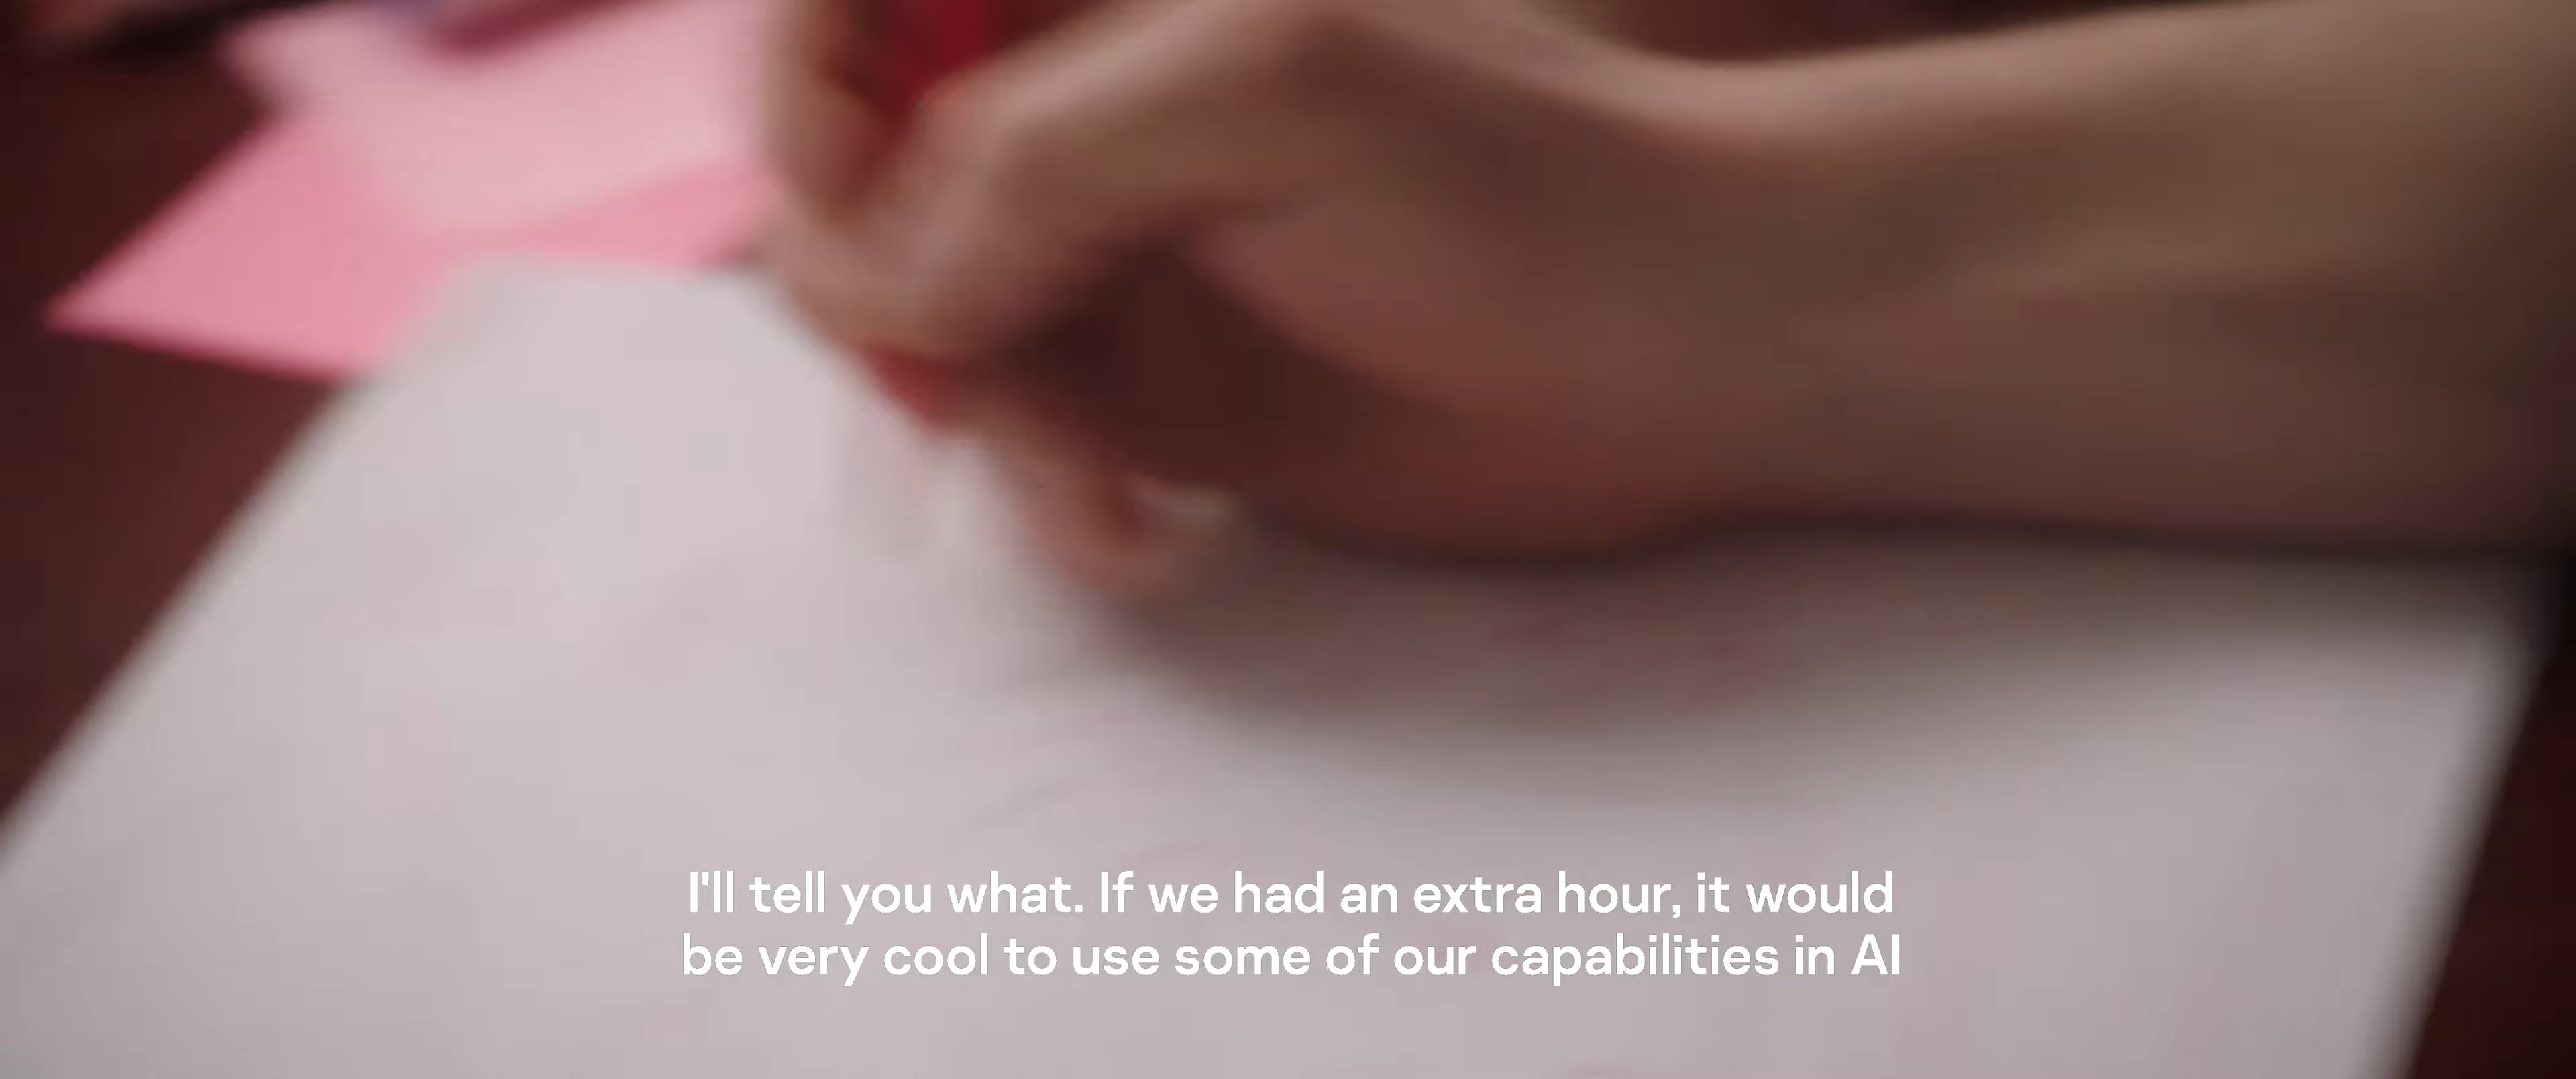 I'll tell you what. If we had an extra hour, it would
be very cool to use some of our capabilities in AI